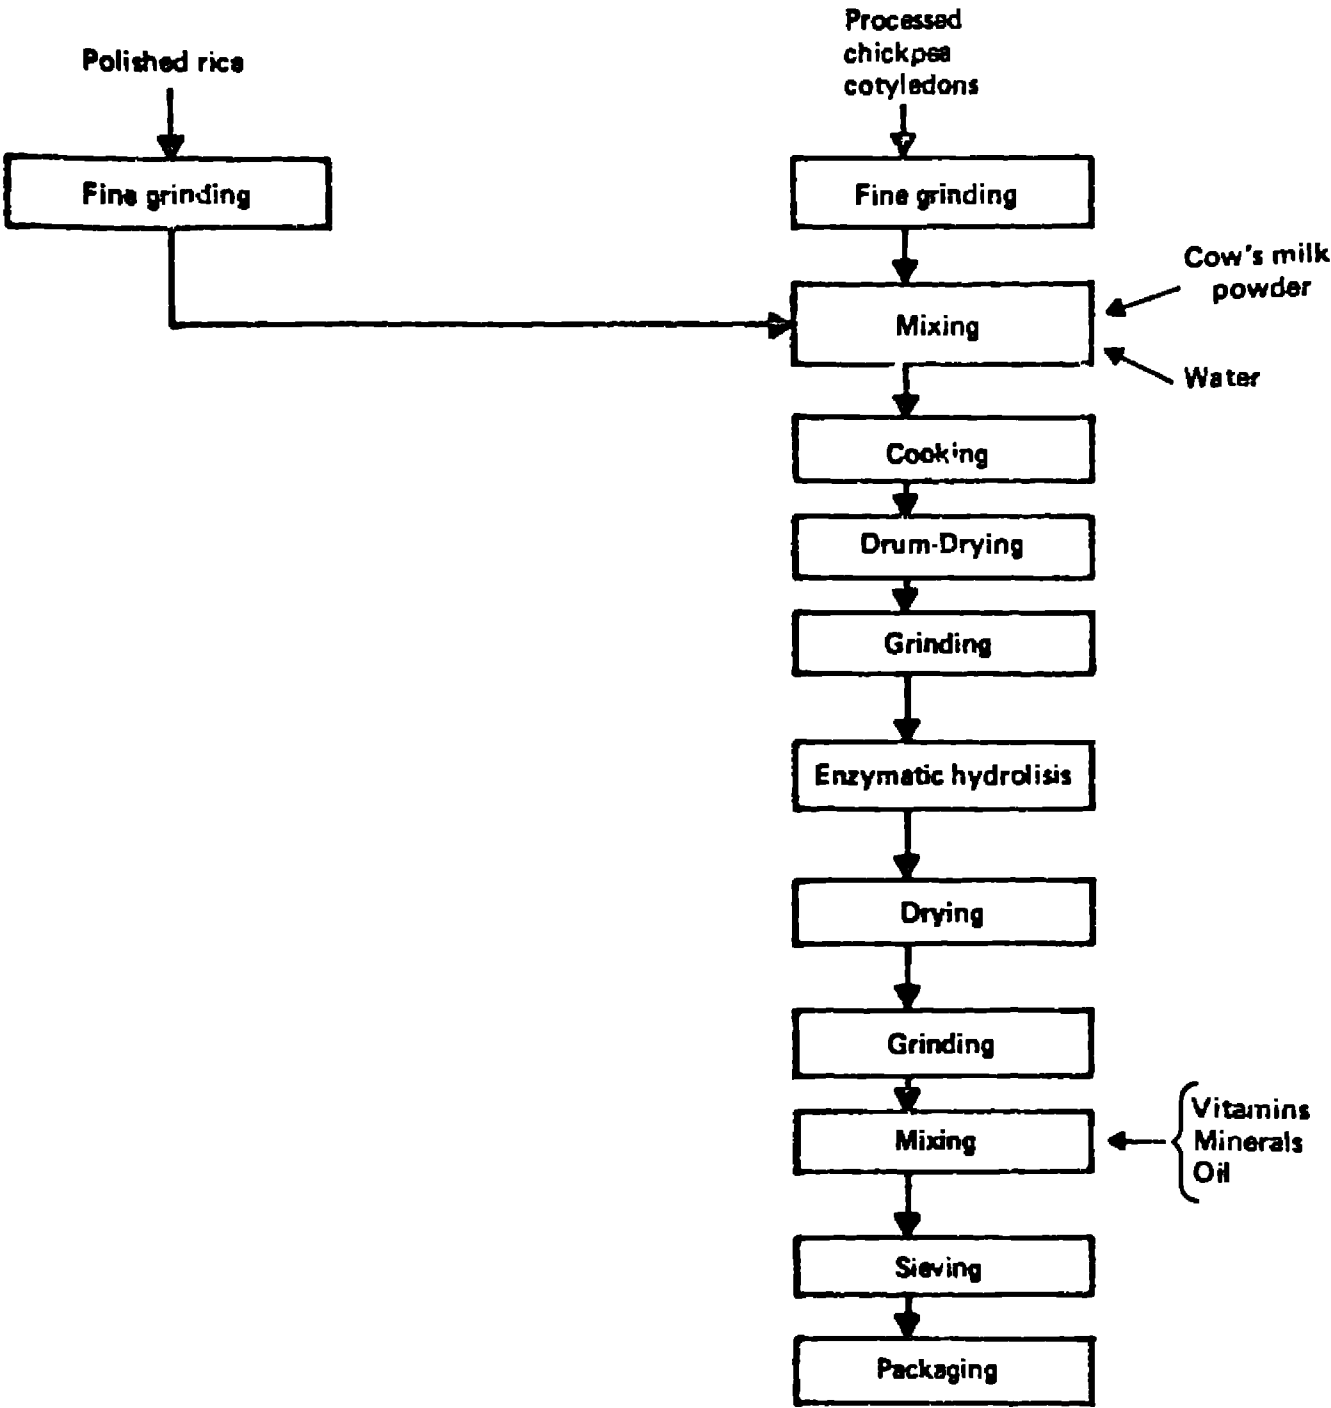 Polished rice
Processed
chickpea
cotyledons
Fine grinding
Fine grinding
Cow's milk
powder
Mixing
Water
Cooking
Drum-Drying
Grinding
Enzymatic hydrolisis
Drying
Grinding
Mixing
Vitamins
Minerals
Oil
Sieving
Packaging